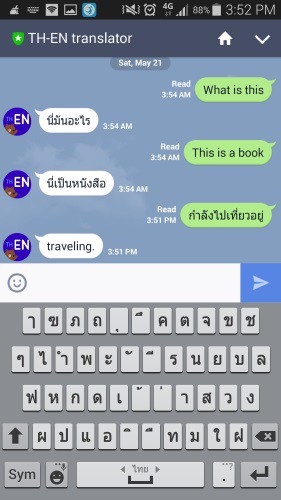 4G 88% 3:52 PM
TH-EN translator
Sat, May 21
Read
3:54 AM
What is this
TH EN
นี่มันอะไร
3:54 AM
Read
3:54 AM
This is a book
TH EN
นี่เป็นหนังสือ
3:54 AM
Read
3:51 PM
กำลังไปเที่ยวอยู่
TH EN
traveling.
3:51 PM
ๅ ข ภ ถ ุ ึ ค ต จ ข ช
ๆ ไ ำ พ ะ ั ี ร น ย บ ล
ฟ ห ก ด เ ้ ่ า ส ว ง
ผ ป แ อ ิ ื ท ม ใ ฝ
Sym ไทย . ?